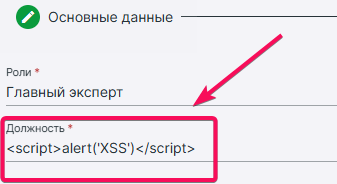 Основные данные
Роли *
Главный эксперт
Должность *
<script>alert('XSS')</script>